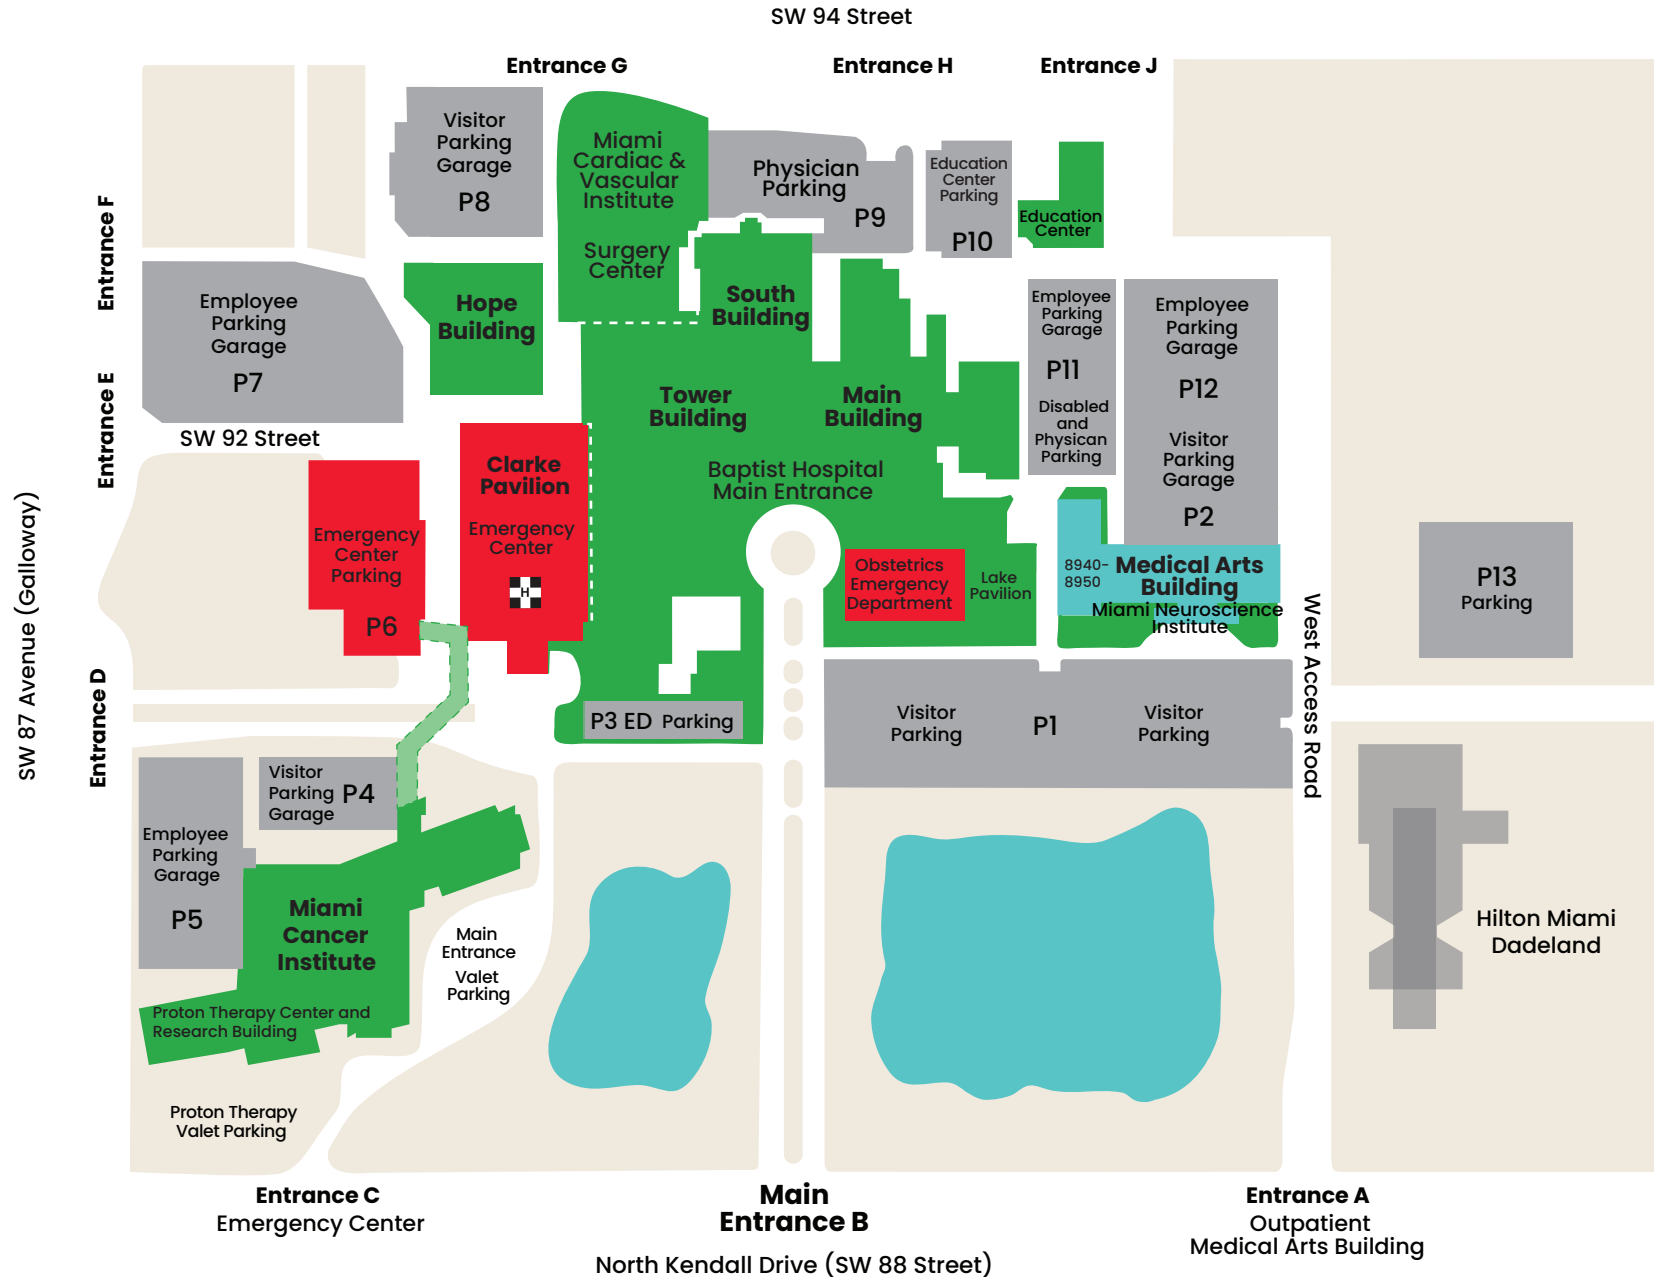 SW 94 Street
Entrance G
Entrance H
Entrance J
Visitor
Parking
Garage
P8
Miami
Cardiac &
Vascular
Institute
Surgery
Center
Physician
Parking
P9
Education
Center
Parking
P10
Education
Center
Entrance F
Employee
Parking
Garage
P7
Hope
Building
South
Building
Employee
Parking
Garage
P11
Disabled
and
Physican
Parking
Employee
Parking
Garage
P12
Visitor
Parking
Garage
P2
Entrance E
SW 92 Street
Tower
Building
Main
Building
Baptist Hospital
Main Entrance
Clarke
Pavilion
Emergency
Center
H
Emergency
Center
Parking
P6
Obstetrics
Emergency
Department
Lake
Pavilion
8940-
8950
Medical Arts
Building
Miami Neuroscience
Institute
P13
Parking
SW 87 Avenue (Galloway)
Entrance D
P3 ED Parking
Visitor
Parking
P1
Visitor
Parking
West Access Road
Visitor
Parking
Garage
P4
Employee
Parking
Garage
P5
Miami
Cancer
Institute
Main
Entrance
Valet
Parking
Hilton Miami
Dadeland
Proton Therapy Center and
Research Building
Proton Therapy
Valet Parking
Entrance C
Emergency Center
Main
Entrance B
Entrance A
Outpatient
Medical Arts Building
North Kendall Drive (SW 88 Street)